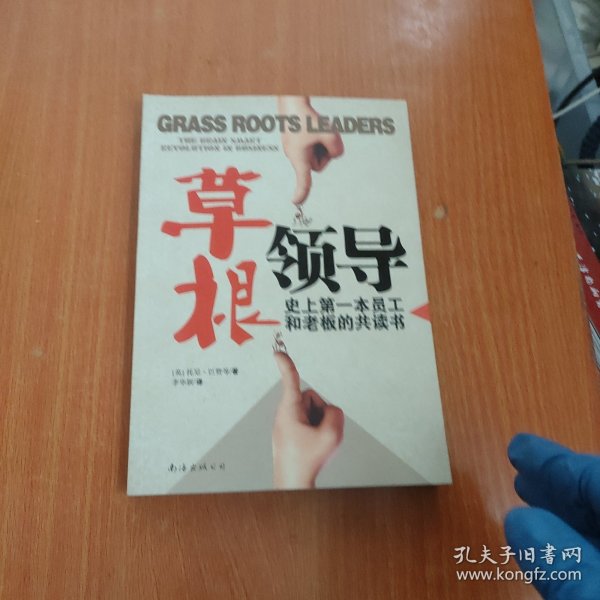 GRASS ROOTS LEADERS
THE BRAIN SMART
REVOLUTION IN BUSINESS
草根
领导
史上第一本员工
和老板的共读书
南海出版公司
孔夫子旧书网
www.kongfz.com